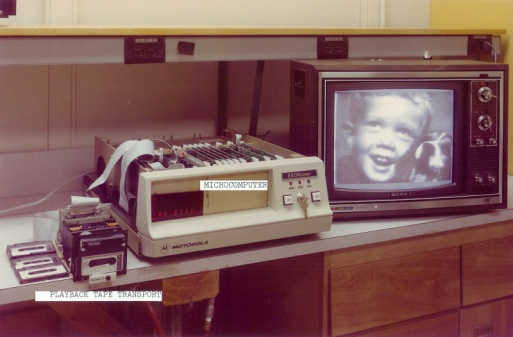 EXORciser
MICROCOMPUTER
SONY
MOTOROLA
PLAYBACK TAPE TRANSPORT